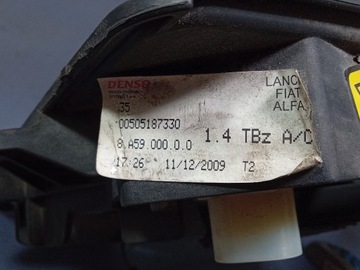 DENSO
LANC
FIAT
ALFA
35
00505187330
1.4 TBz A/C
8 A59.000.0.0
17:26 11/12/2009 T2